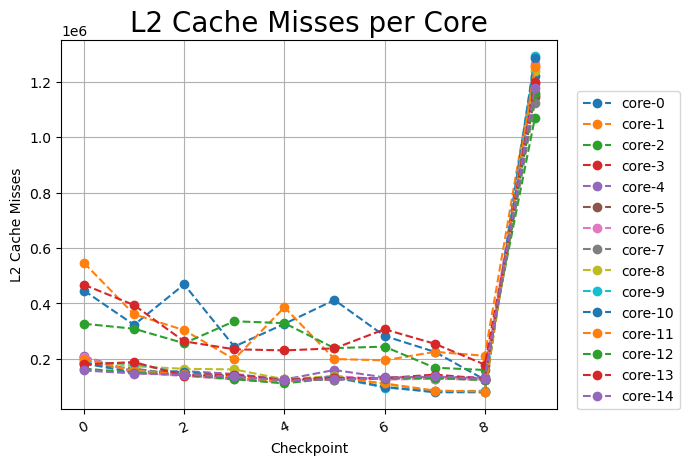 L2 Cache Misses per Core
1e6
1.2
1.0
0.8
0.6
0.4
0.2
L2 Cache Misses
0 2 4 6 8
Checkpoint
core-0
core-1
core-2
core-3
core-4
core-5
core-6
core-7
core-8
core-9
core-10
core-11
core-12
core-13
core-14